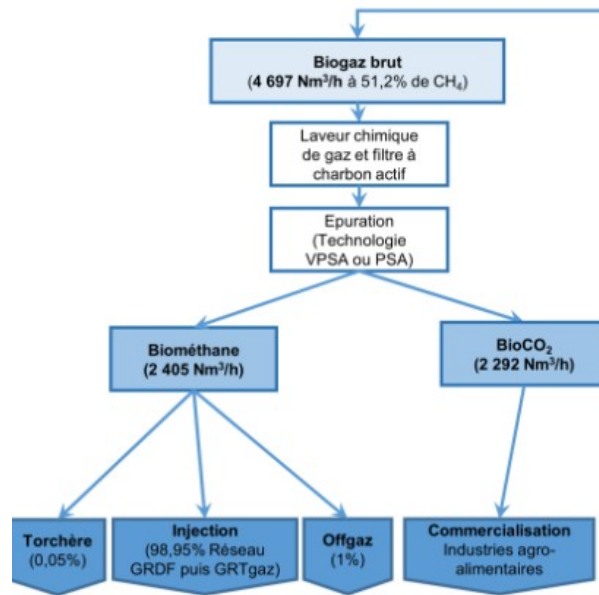 Biogaz brut
(4 697 Nm³/h à 51,2% de CH₄)
Laveur chimique
de gaz et filtre à
charbon actif
Epuration
(Technologie
VPSA ou PSA)
Biométhane
(2 405 Nm³/h)
BioCO₂
(2 292 Nm³/h)
Torchère
(0,05%)
Injection
(98,95% Réseau
GRDF puis GRTgaz)
Offgaz
(1%)
Commercialisation
Industries agro-
alimentaires